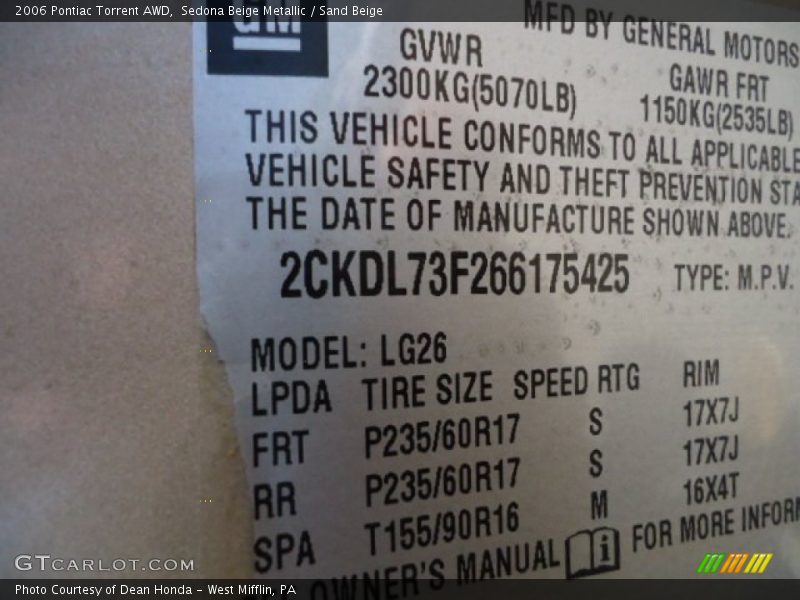 2006 Pontiac Torrent AWD, Sedona Beige Metallic / Sand Beige
GM
MFD BY GENERAL MOTORS
GVWR
GAWR FRT
2300KG(5070LB)
1150KG(2535LB)
THIS VEHICLE CONFORMS TO ALL APPLICABLE
VEHICLE SAFETY AND THEFT PREVENTION STA
THE DATE OF MANUFACTURE SHOWN ABOVE.
2CKDL73F266175425 TYPE: M.P.V.
MODEL: LG26
LPDA TIRE SIZE SPEED RTG RIM
FRT P235/60R17 S 17X7J
RR P235/60R17 S 17X7J
SPA T155/90R16 M 16X4T
OWNER'S MANUAL i FOR MORE INFORM
GTCARLOT.COM
Photo Courtesy of Dean Honda - West Mifflin, PA